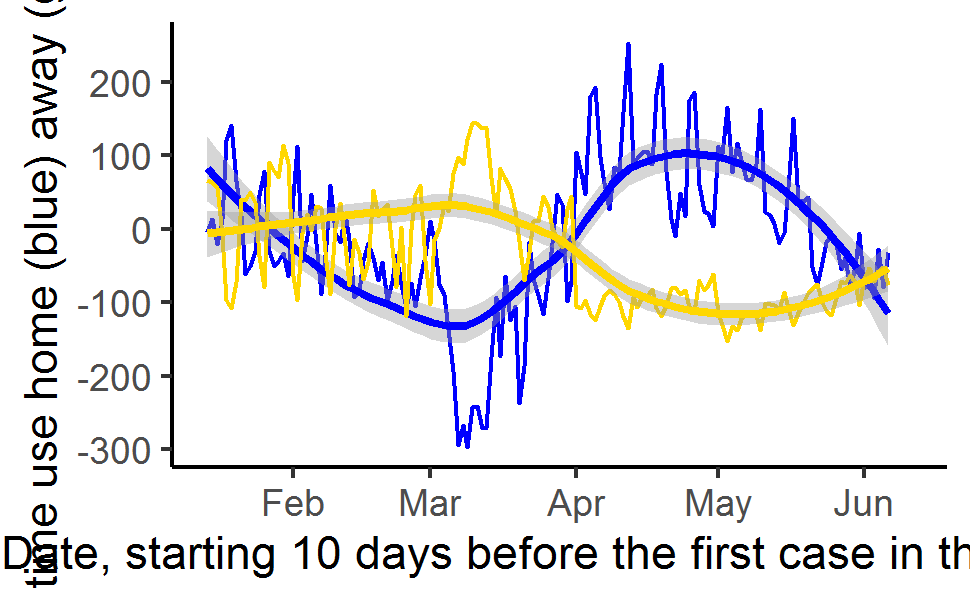 time use home (blue) away (g
200
100
0
-100
-200
-300
Feb Mar Apr May Jun
Date, starting 10 days before the first case in th